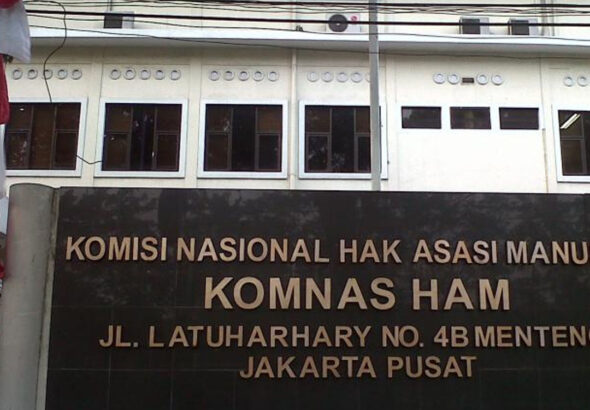 KOMISI NASIONAL HAK ASASI MANU
KOMNAS HAM
JL. LATUHARHARY NO. 4B MENTENG
JAKARTA PUSAT